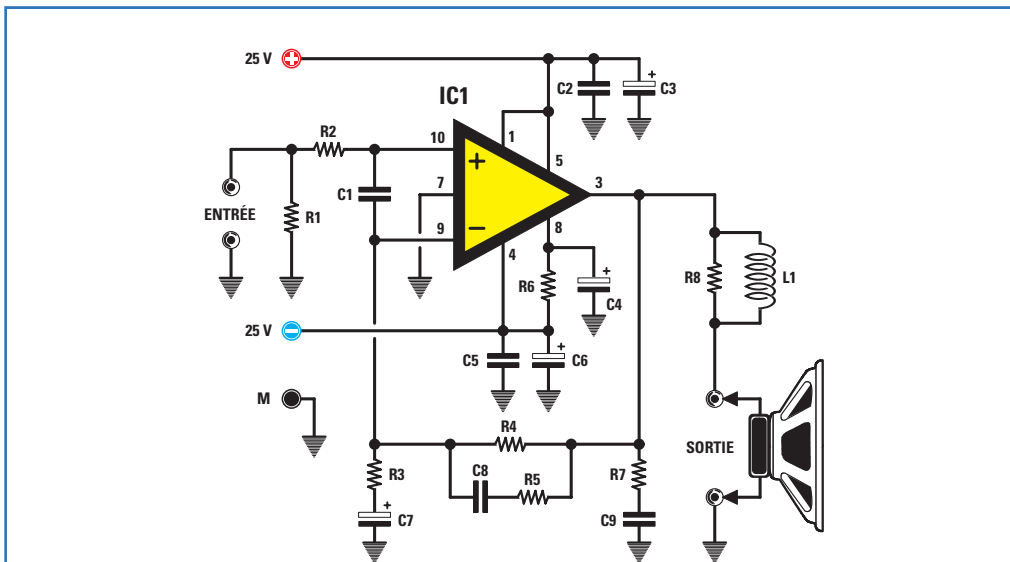 25 V
+
C2
C3
IC1
R2
10
1
5
+
7
3
C1
ENTRÉE
R1
9
8
4
+
R6
C4
R8
L1
25 V
+
C5
C6
M
R4
SORTIE
R3
C8
R5
R7
+
C7
C9